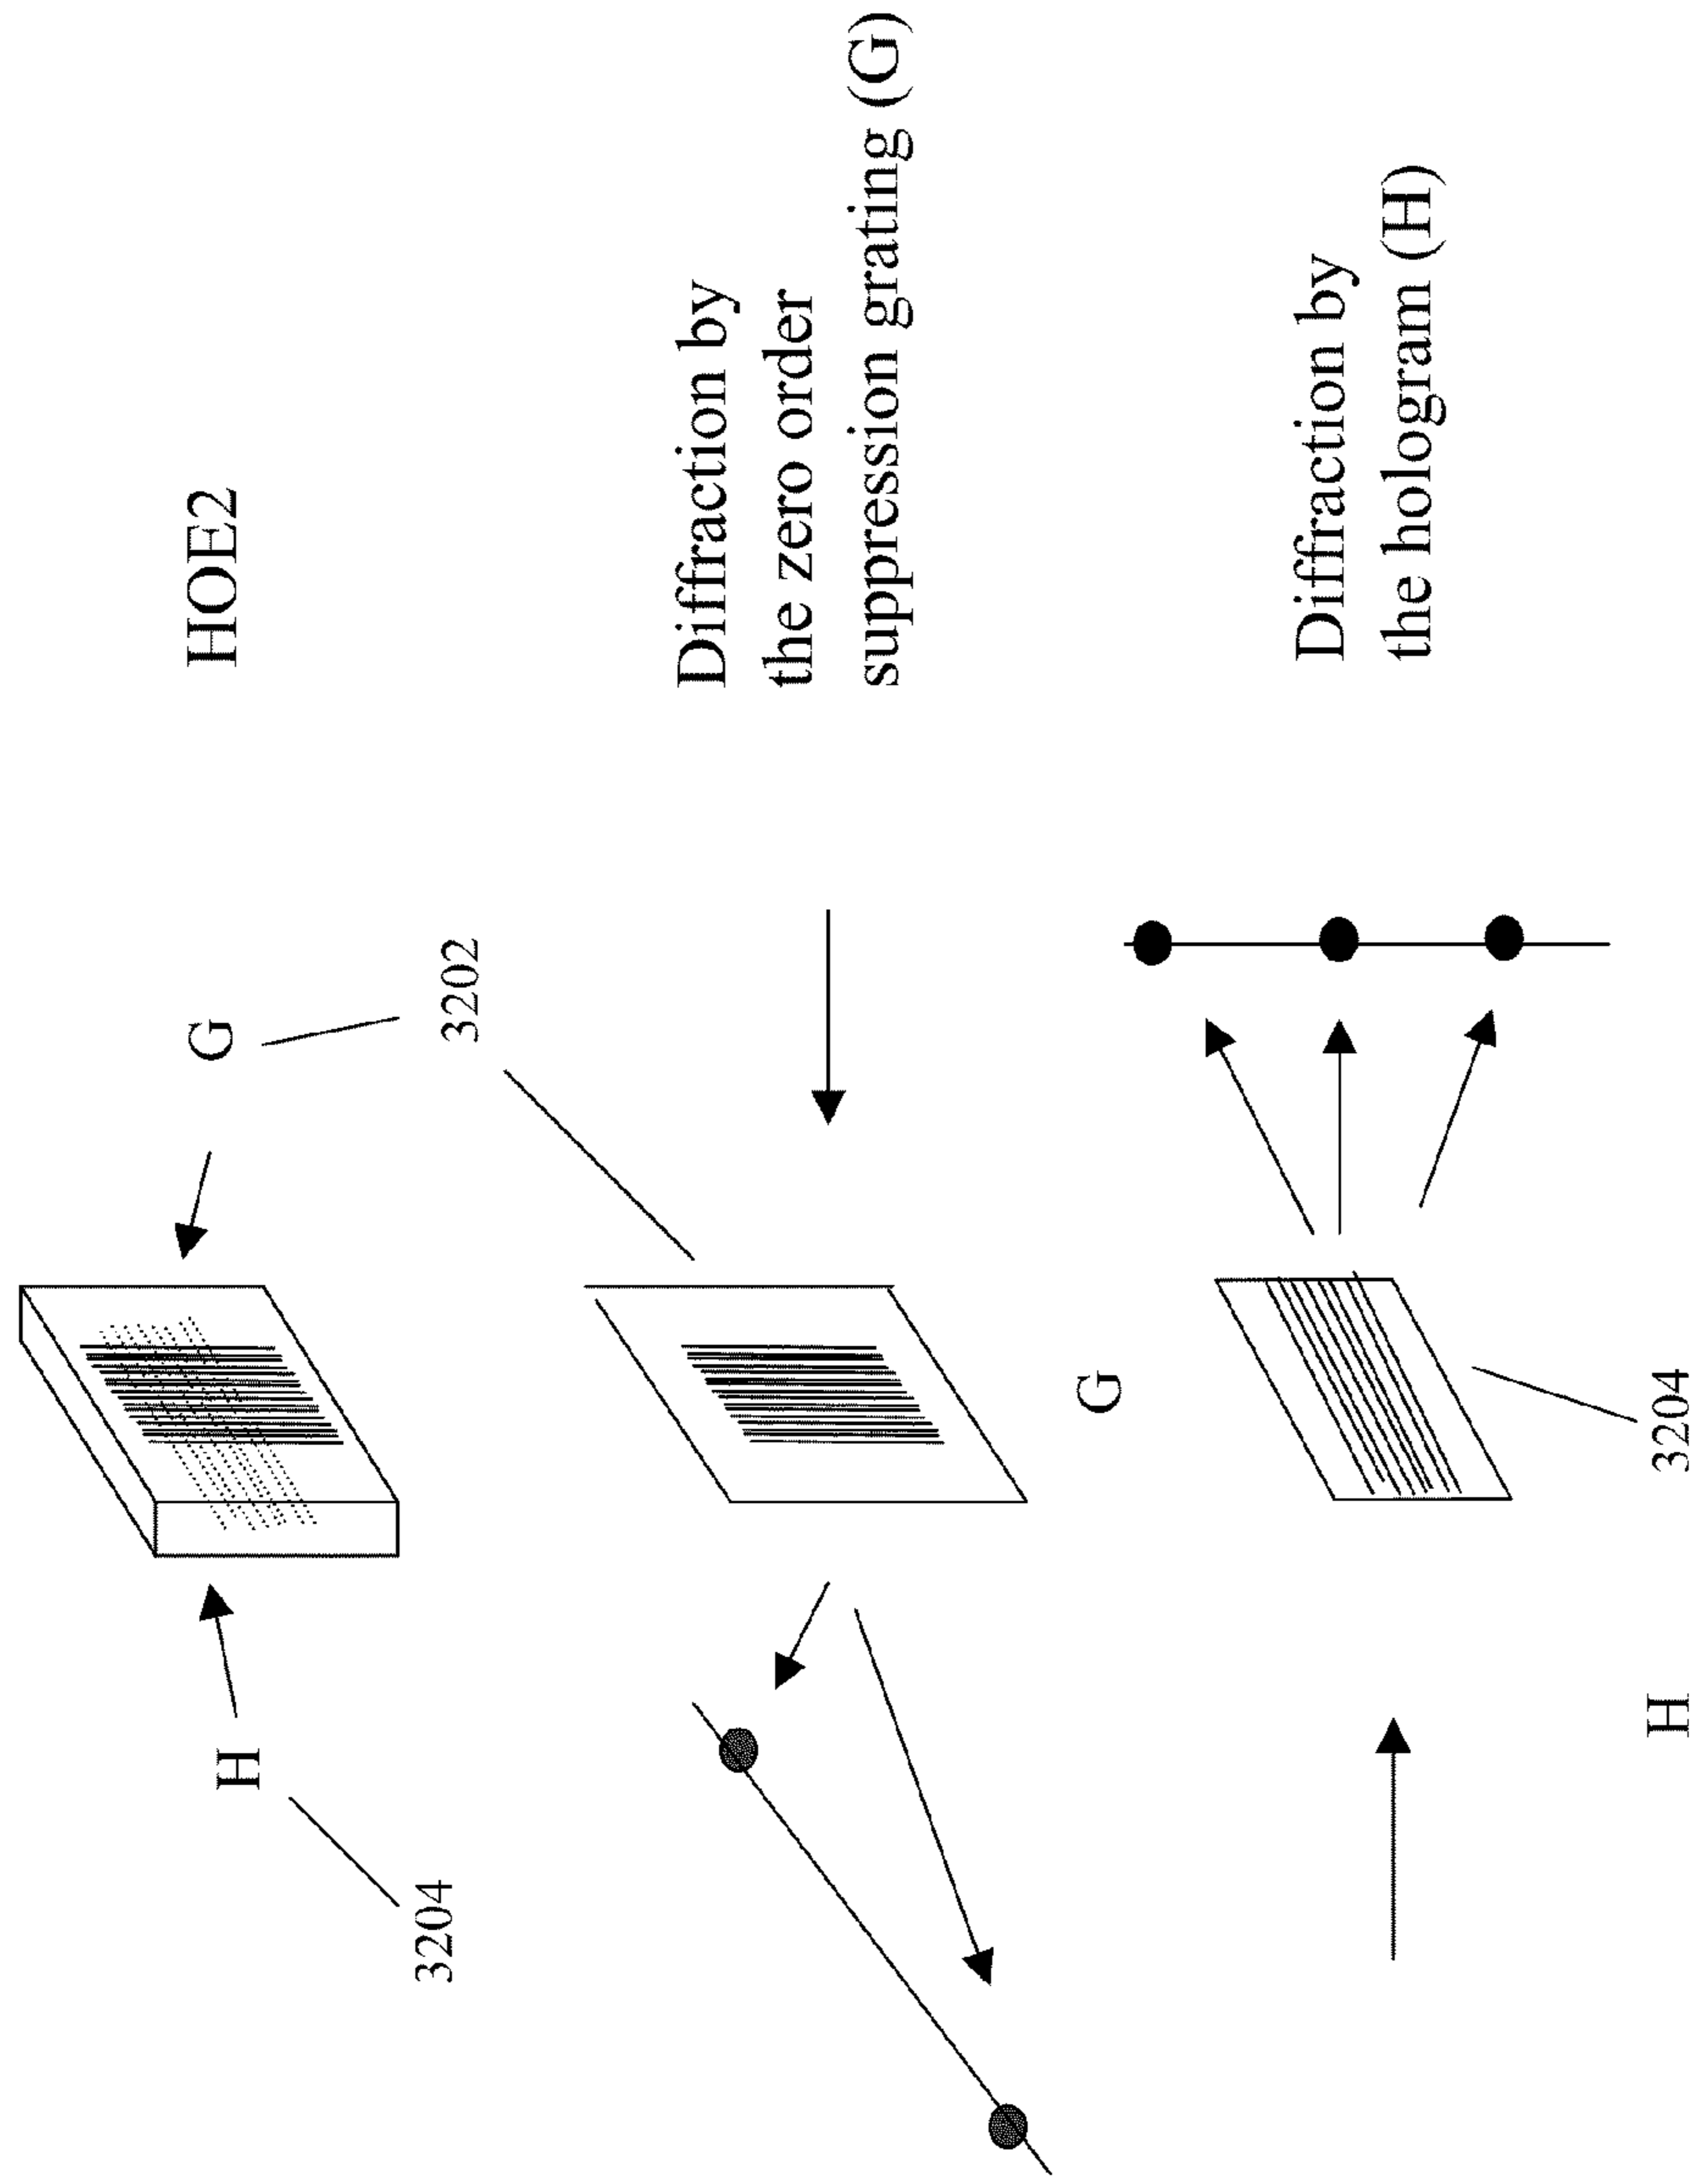 HOE2
G
H
3202
3204
Diffraction by
the zero order
suppression grating (G)
G
Diffraction by
the hologram (H)
3204
H